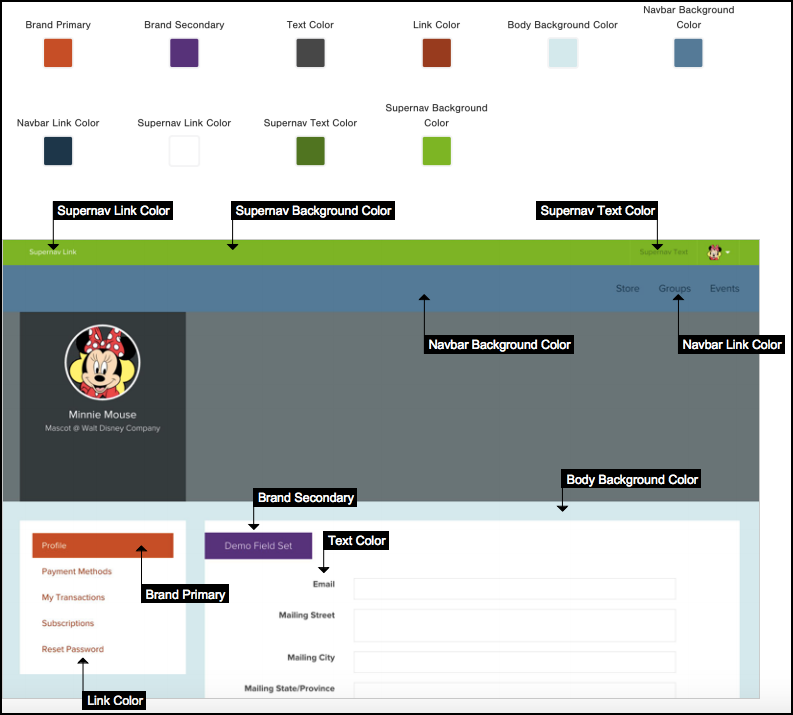 Brand Primary
Brand Secondary
Text Color
Link Color
Body Background Color
Navbar Background
Color
Navbar Link Color
Supernav Link Color
Supernav Text Color
Supernav Background
Color
Supernav Link Color
Supernav Background Color
Supernav Text Color
Supernav Link
Supernav Text
Store
Groups
Events
Navbar Background Color
Navbar Link Color
Minnie Mouse
Mascot @ Walt Disney Company
Body Background Color
Brand Secondary
Text Color
Profile
Demo Field Set
Payment Methods
Email
Brand Primary
My Transactions
Mailing Street
Subscriptions
Reset Password
Mailing City
Mailing State/Province
Link Color